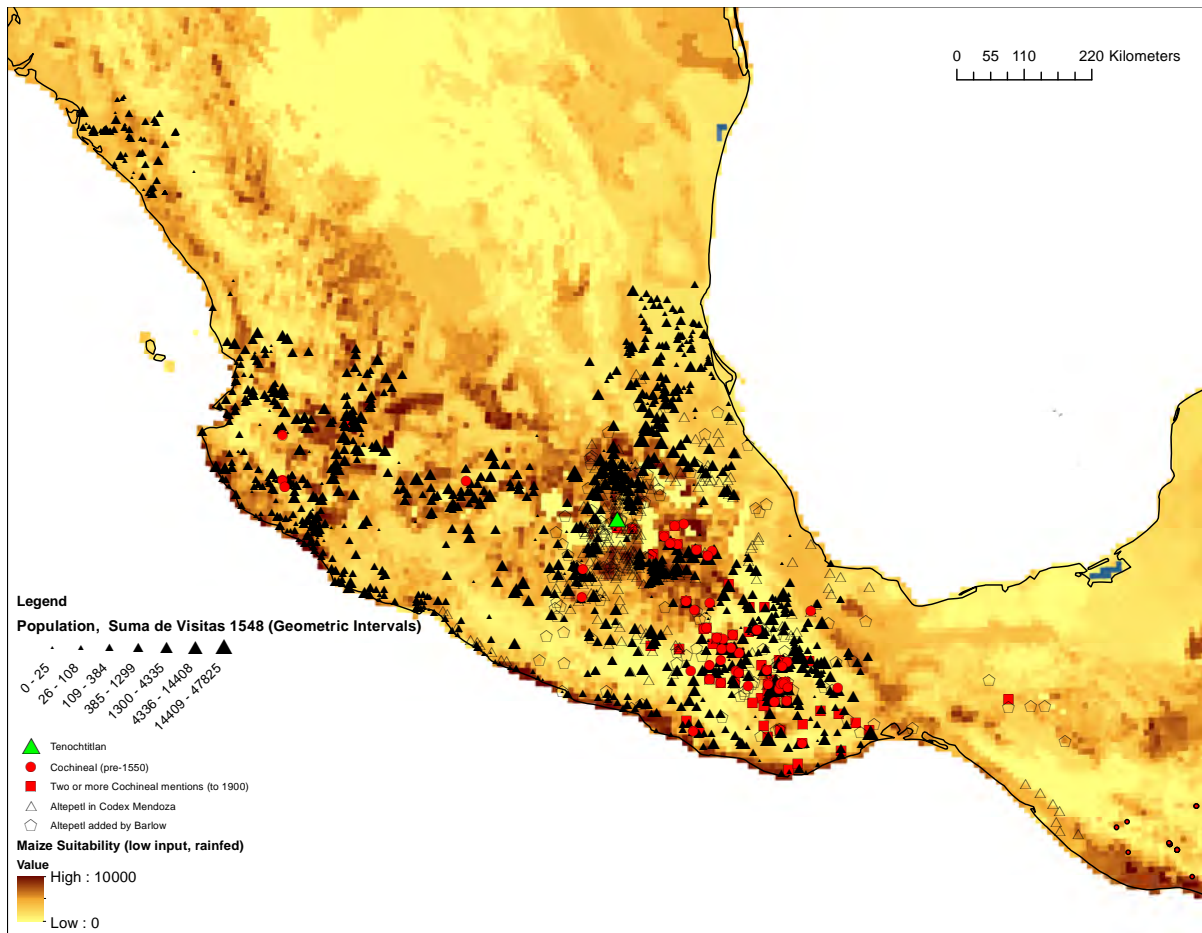 0 55 110 220 Kilometers
Legend
Population, Suma de Visitas 1548 (Geometric Intervals)
0 - 25
26 - 108
109 - 384
385 - 1299
1300 - 4335
4336 - 14408
14409 - 47825
Tenochtitlan
Cochineal (pre-1550)
Two or more Cochineal mentions (to 1900)
Altepetl in Codex Mendoza
Altepetl added by Barlow
Maize Suitability (low input, rainfed)
Value
High : 10000
Low : 0